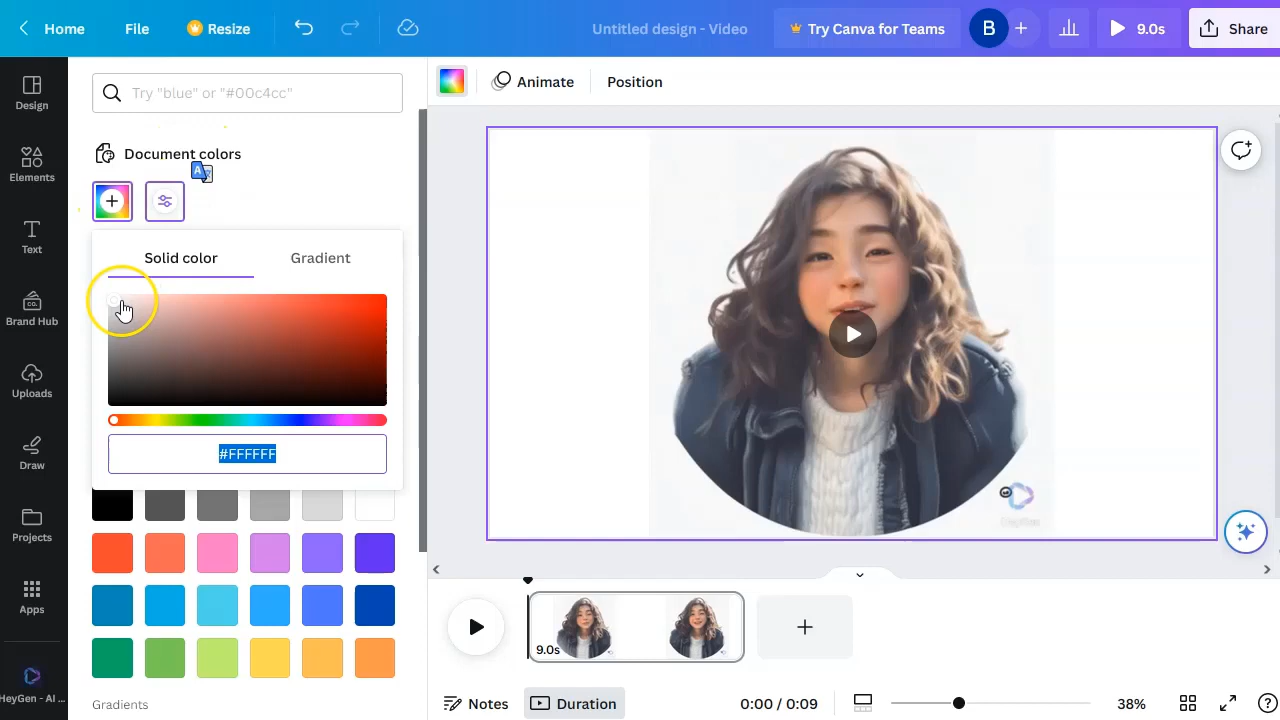 Home
File
Resize
Untitled design - Video
Try Canva for Teams
B
9.0s
Share
Design
Elements
Text
CO.
Brand Hub
Uploads
Draw
Projects
Apps
HeyGen - AI ...
Try "blue" or "#00c4cc"
Document colors
Solid color
Gradient
#FFFFFF
Gradients
Animate
Position
HeyGen
9.0s
Notes
Duration
0:00 / 0:09
38%